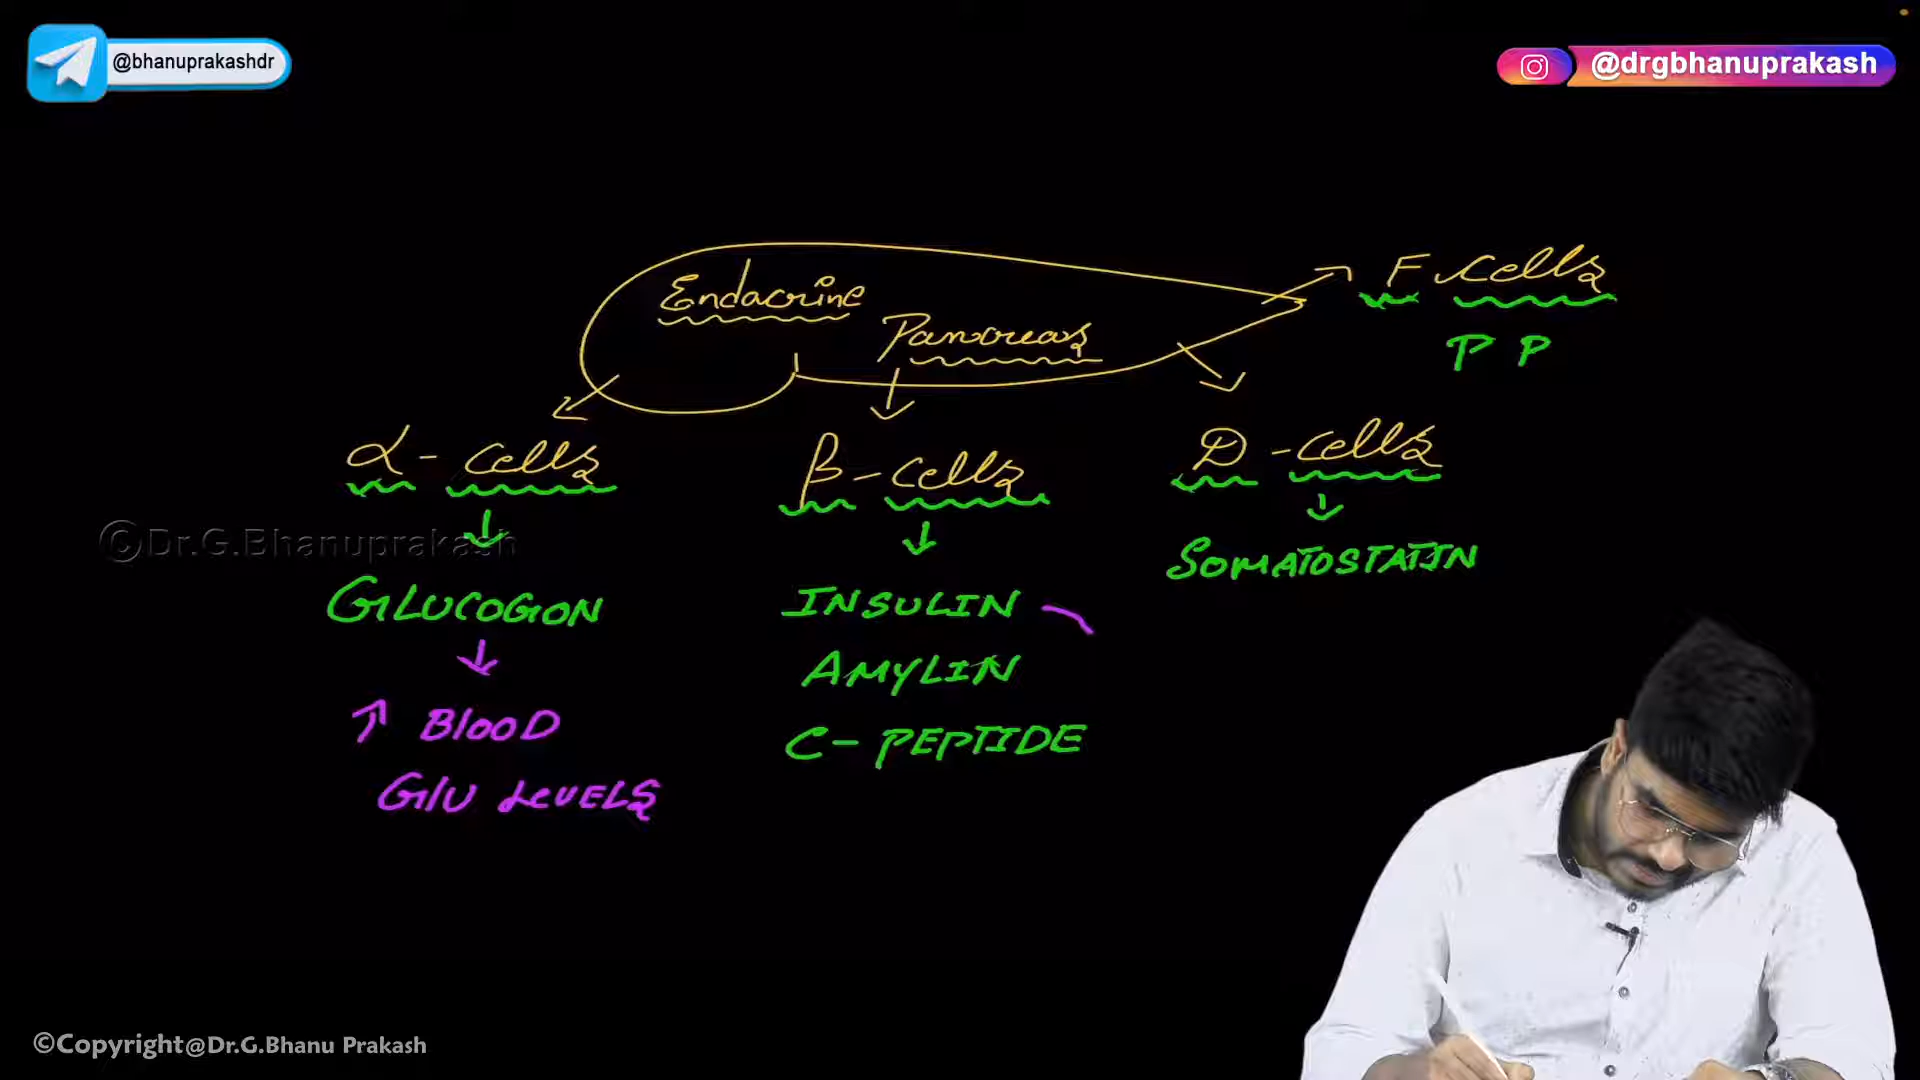 @bhanuprakashdr
@drgbhanuprakash
Endocrine
Pancreas
F-cells
PP
α-cells
β-cells
D-cells
©Dr.G.Bhanuprakash
GLUCOGON
INSULIN
SOMATOSTATIN
AMYLIN
↑ BlooD
C-PEPTIDE
Glu LEVELS
©Copyright@Dr.G.Bhanu Prakash